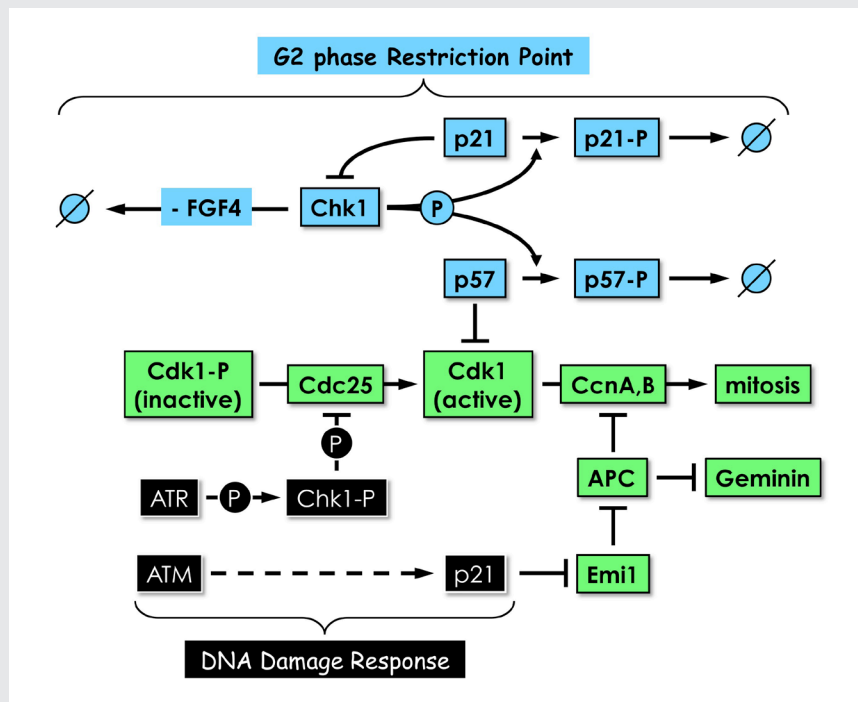 G2 phase Restriction Point
p21
p21-P
- FGF4
Chk1
P
p57
p57-P
Cdk1-P
(inactive)
Cdc25
Cdk1
(active)
CcnA,B
mitosis
P
APC
Geminin
ATR
P
Chk1-P
ATM
p21
Emi1
DNA Damage Response